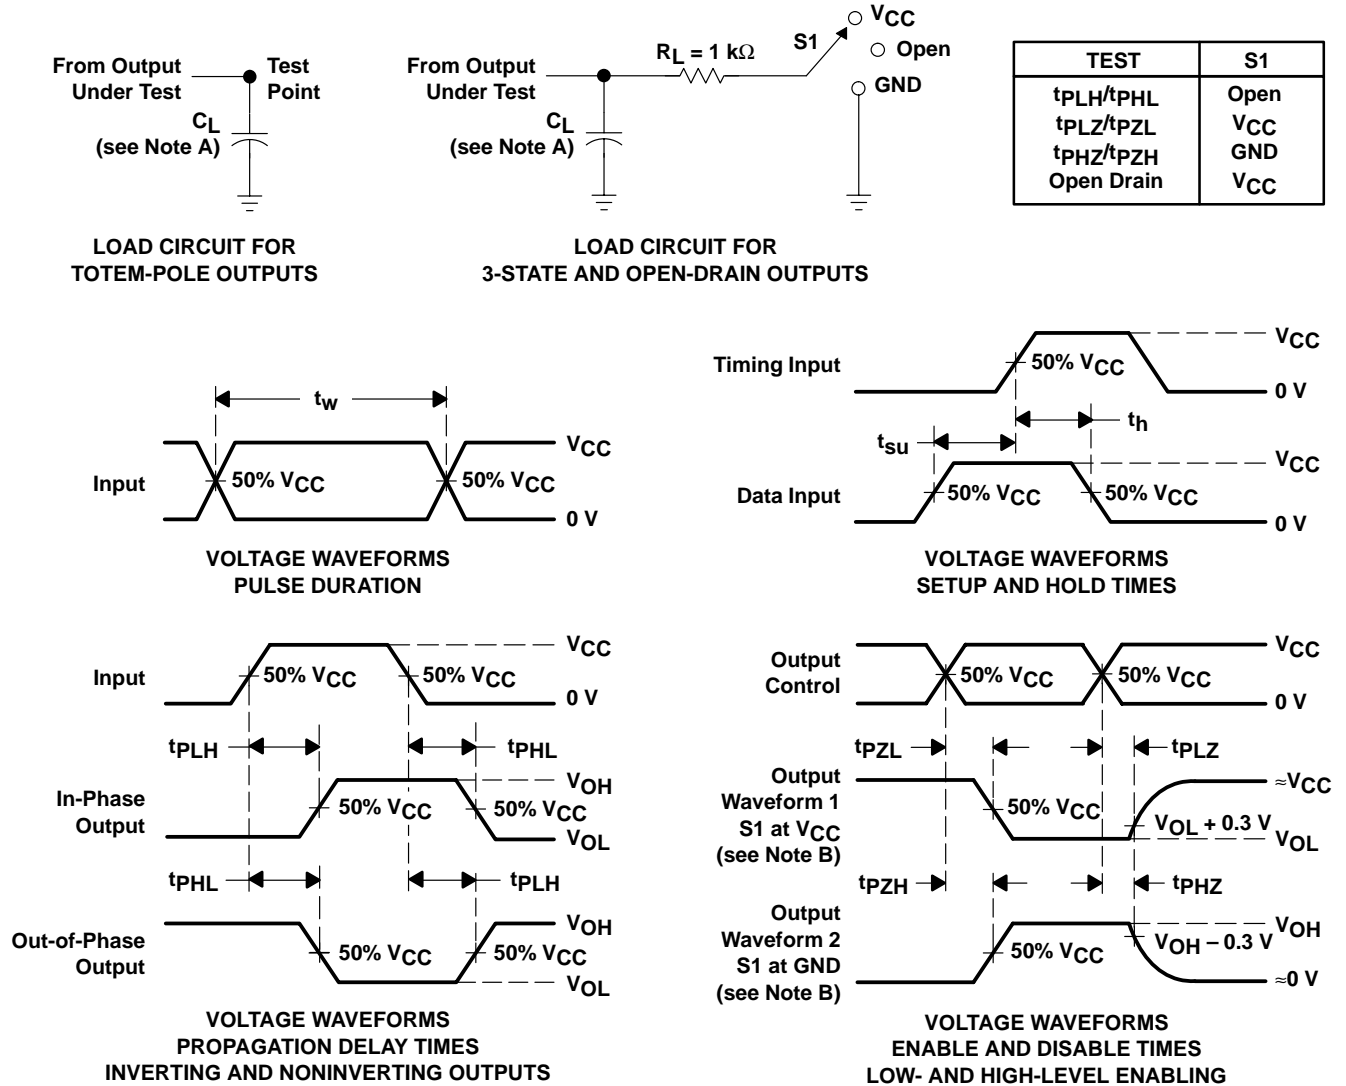 From Output
Under Test
Test
Point
CL
(see Note A)
LOAD CIRCUIT FOR
TOTEM-POLE OUTPUTS
From Output
Under Test
CL
(see Note A)
RL = 1 kΩ
S1
VCC
Open
GND
LOAD CIRCUIT FOR
3-STATE AND OPEN-DRAIN OUTPUTS
TEST S1
tPLH/tPHL Open
tPLZ/tPZL VCC
tPHZ/tPZH GND
Open Drain VCC
tw
Input
50% VCC
50% VCC
VCC
0 V
VOLTAGE WAVEFORMS
PULSE DURATION
Timing Input
50% VCC
VCC
0 V
th
tsu
Data Input
50% VCC
50% VCC
VCC
0 V
VOLTAGE WAVEFORMS
SETUP AND HOLD TIMES
Input
50% VCC
50% VCC
VCC
0 V
tPLH
tPHL
In-Phase
Output
50% VCC
50% VCC
VOH
VOL
tPHL
tPLH
Out-of-Phase
Output
50% VCC
50% VCC
VOH
VOL
VOLTAGE WAVEFORMS
PROPAGATION DELAY TIMES
INVERTING AND NONINVERTING OUTPUTS
Output
Control
50% VCC
50% VCC
VCC
0 V
tPZL
tPLZ
Output
Waveform 1
S1 at VCC
(see Note B)
50% VCC
VOL + 0.3 V
≈VCC
VOL
tPZH
tPHZ
Output
Waveform 2
S1 at GND
(see Note B)
50% VCC
VOH − 0.3 V
VOH
≈0 V
VOLTAGE WAVEFORMS
ENABLE AND DISABLE TIMES
LOW- AND HIGH-LEVEL ENABLING